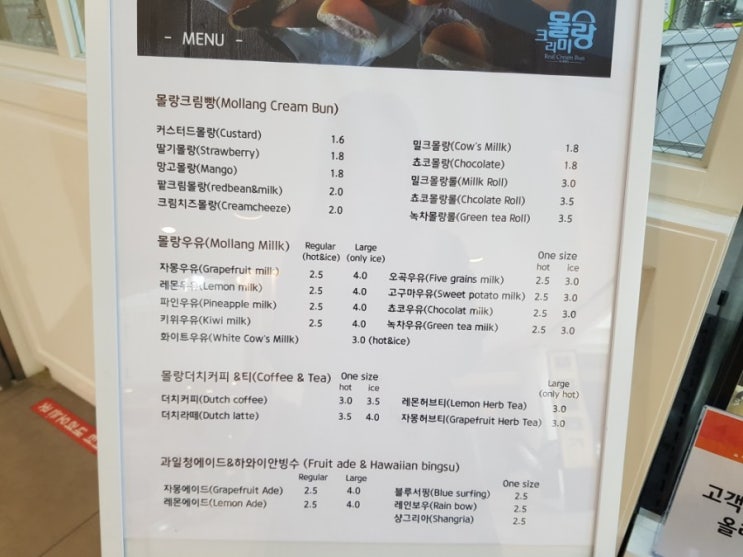 - MENU -
몰랑
크리미
Real Cream Bun
몰랑크림빵(Mollang Cream Bun)
커스터드몰랑(Custard) 1.6
딸기몰랑(Strawberry) 1.8
망고몰랑(Mango) 1.8
팥크림몰랑(redbean&milk) 2.0
크림치즈몰랑(Creamcheeze) 2.0
밀크몰랑(Cow's Millk) 1.8
쵸코몰랑(Chocolate) 1.8
밀크몰랑롤(Millk Roll) 3.0
쵸코몰랑롤(Chcolate Roll) 3.5
녹차몰랑롤(Green tea Roll) 3.5
몰랑우유(Mollang Millk) Regular (hot&ice) Large (only ice)
자몽우유(Grapefruit milk) 2.5 4.0
레몬우유(Lemon milk) 2.5 4.0
파인우유(Pineapple milk) 2.5 4.0
키위우유(Kiwi milk) 2.5 4.0
화이트우유(White Cow's Millk) 3.0 (hot&ice)
One size
hot ice
오곡우유(Five grains milk) 2.5 3.0
고구마우유(Sweet potato milk) 2.5 3.0
쵸코우유(Chocolat milk) 2.5 3.0
녹차우유(Green tea milk) 2.5 3.0
몰랑더치커피 &티(Coffee & Tea) One size
hot ice
더치커피(Dutch coffee) 3.0 3.5
더치라떼(Dutch latte) 3.5 4.0
Large
(only hot)
레몬허브티(Lemon Herb Tea) 3.0
자몽허브티(Grapefruit Herb Tea) 3.0
과일청에이드&하와이안빙수 (Fruit ade & Hawaiian bingsu)
Regular Large
자몽에이드(Grapefruit Ade) 2.5 4.0
레몬에이드(Lemon Ade) 2.5 4.0
One size
블루서핑(Blue surfing) 2.5
레인보우(Rain bow) 2.5
샹그리아(Shangria) 2.5
고객